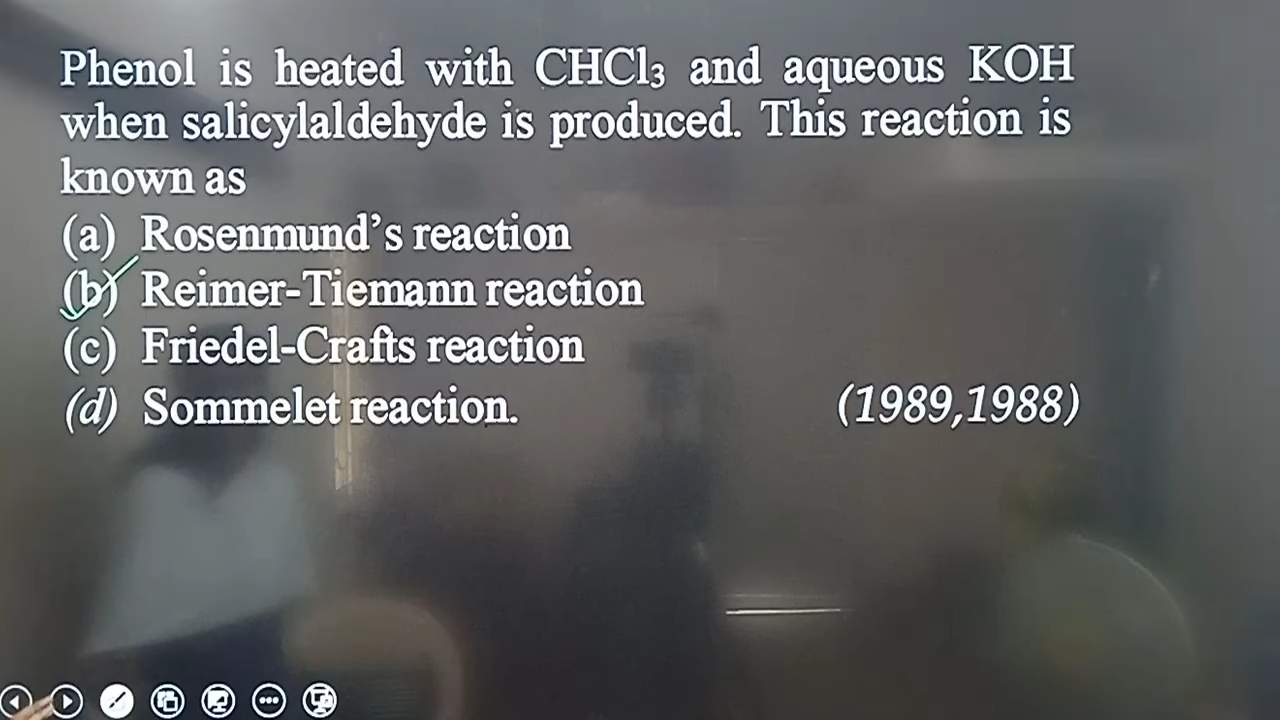 Phenol is heated with CHCl₃ and aqueous KOH
when salicylaldehyde is produced. This reaction is
known as
(a) Rosenmund's reaction
(b) Reimer-Tiemann reaction
(c) Friedel-Crafts reaction
(d) Sommelet reaction. (1989,1988)